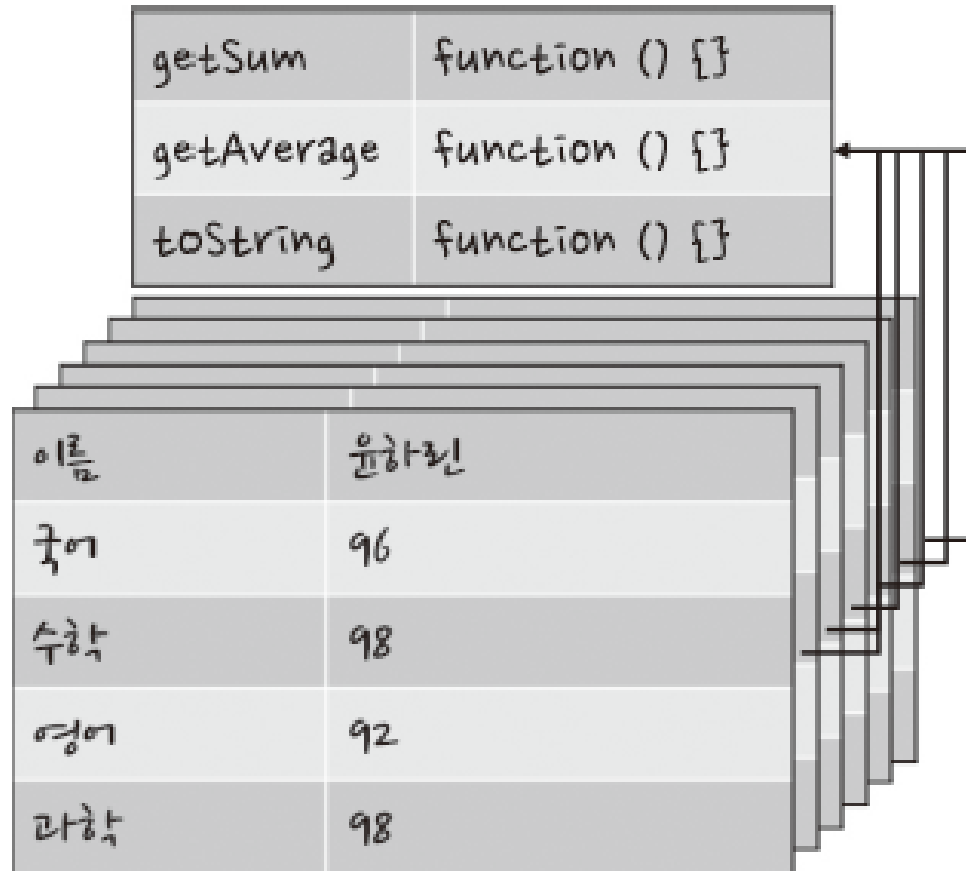 getSum function () {}
getAverage function () {}
toString function () {}
이름 윤하린
국어 96
수학 98
영어 92
과학 98